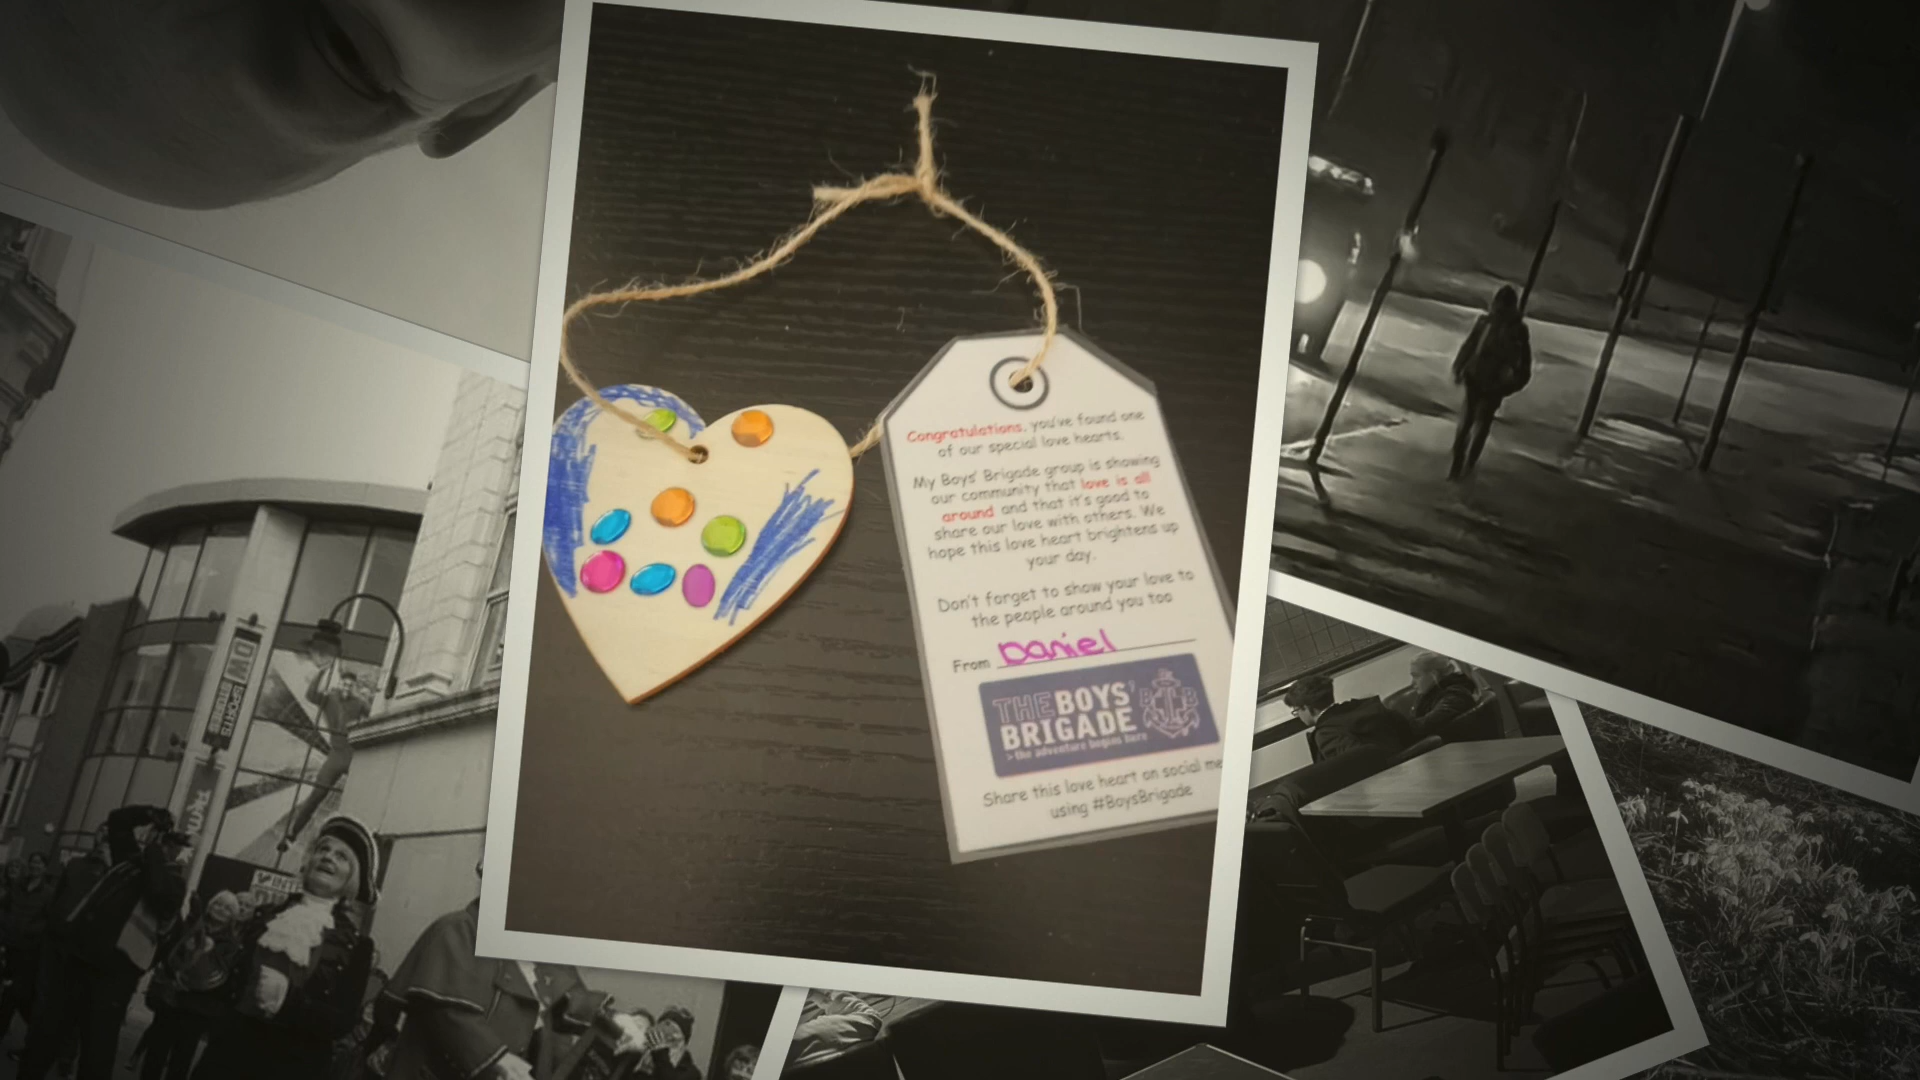 Congratulations, you've found one
of our special love hearts.
My Boys' Brigade group is showing
our community that love is all
around and that it's good to
share our love with others. We
hope this love heart brightens up
your day.
Don't forget to show your love to
the people around you too
From Daniel
THE BOYS'
BRIGADE
>the adventure begins here
B B
Share this love heart on social me
using #BoysBrigade
DW SPORTS